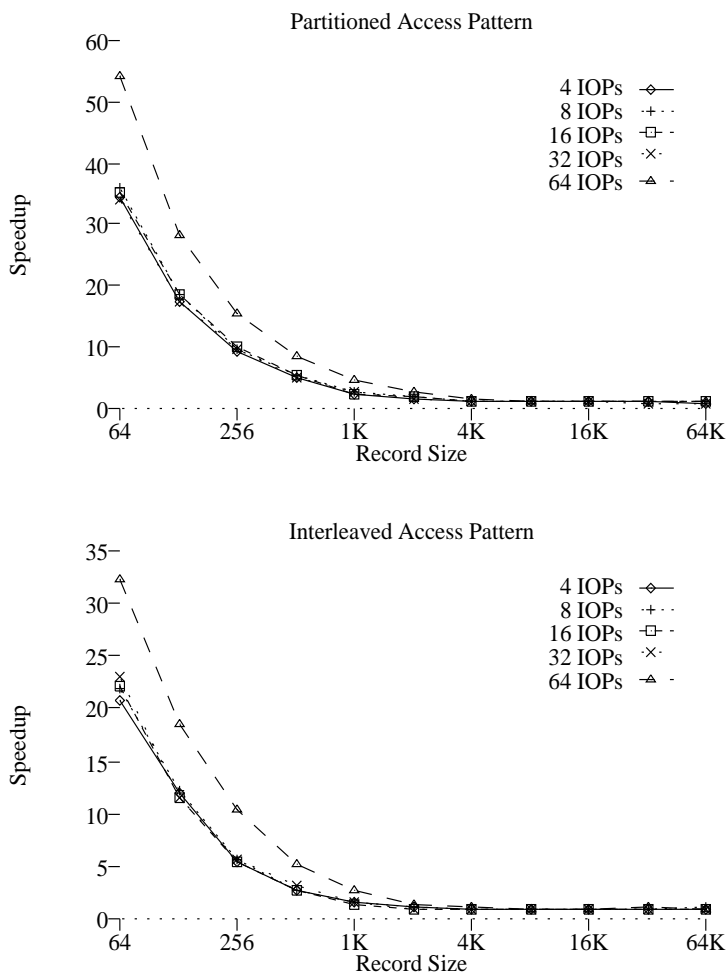 Partitioned Access Pattern
60
50
40
30
20
10
0
Speedup
4 IOPs
8 IOPs
16 IOPs
32 IOPs
64 IOPs
64 256 1K 4K 16K 64K
Record Size
Interleaved Access Pattern
35
30
25
20
15
10
5
0
Speedup
4 IOPs
8 IOPs
16 IOPs
32 IOPs
64 IOPs
64 256 1K 4K 16K 64K
Record Size